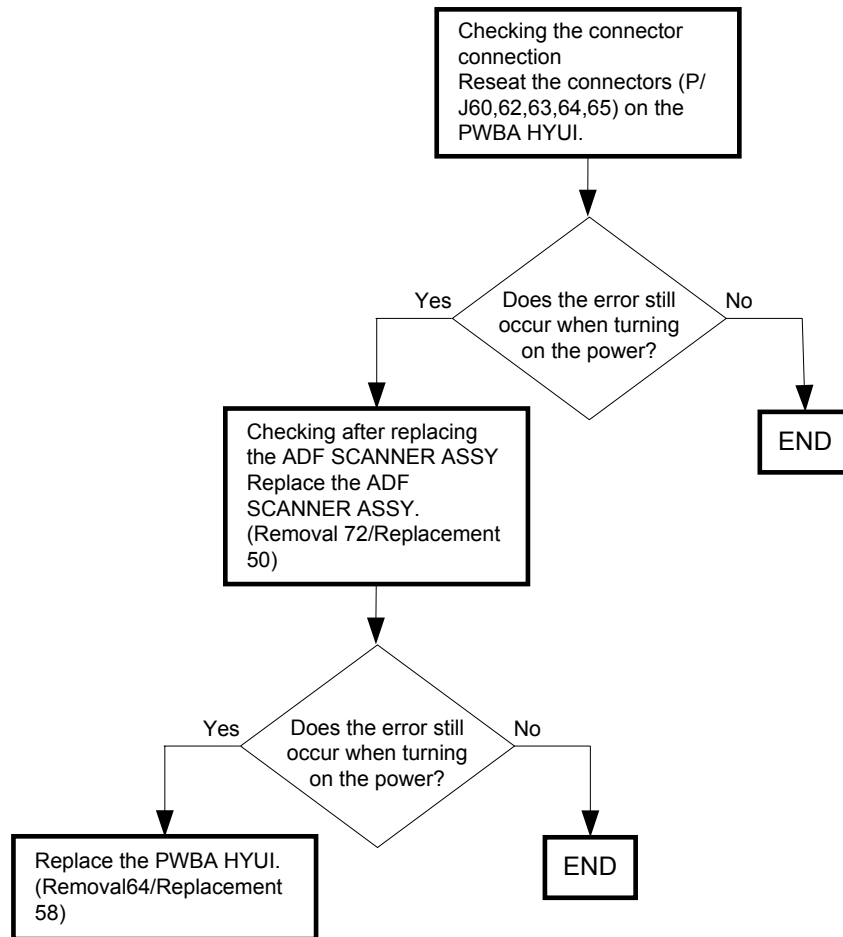 Checking the connector
connection
Reseat the connectors (P/
J60,62,63,64,65) on the
PWBA HYUI.
Yes
Does the error still
occur when turning
on the power?
No
Checking after replacing
the ADF SCANNER ASSY
Replace the ADF
SCANNER ASSY.
(Removal 72/Replacement
50)
END
Yes
Does the error still
occur when turning
on the power?
No
Replace the PWBA HYUI.
(Removal64/Replacement
58)
END